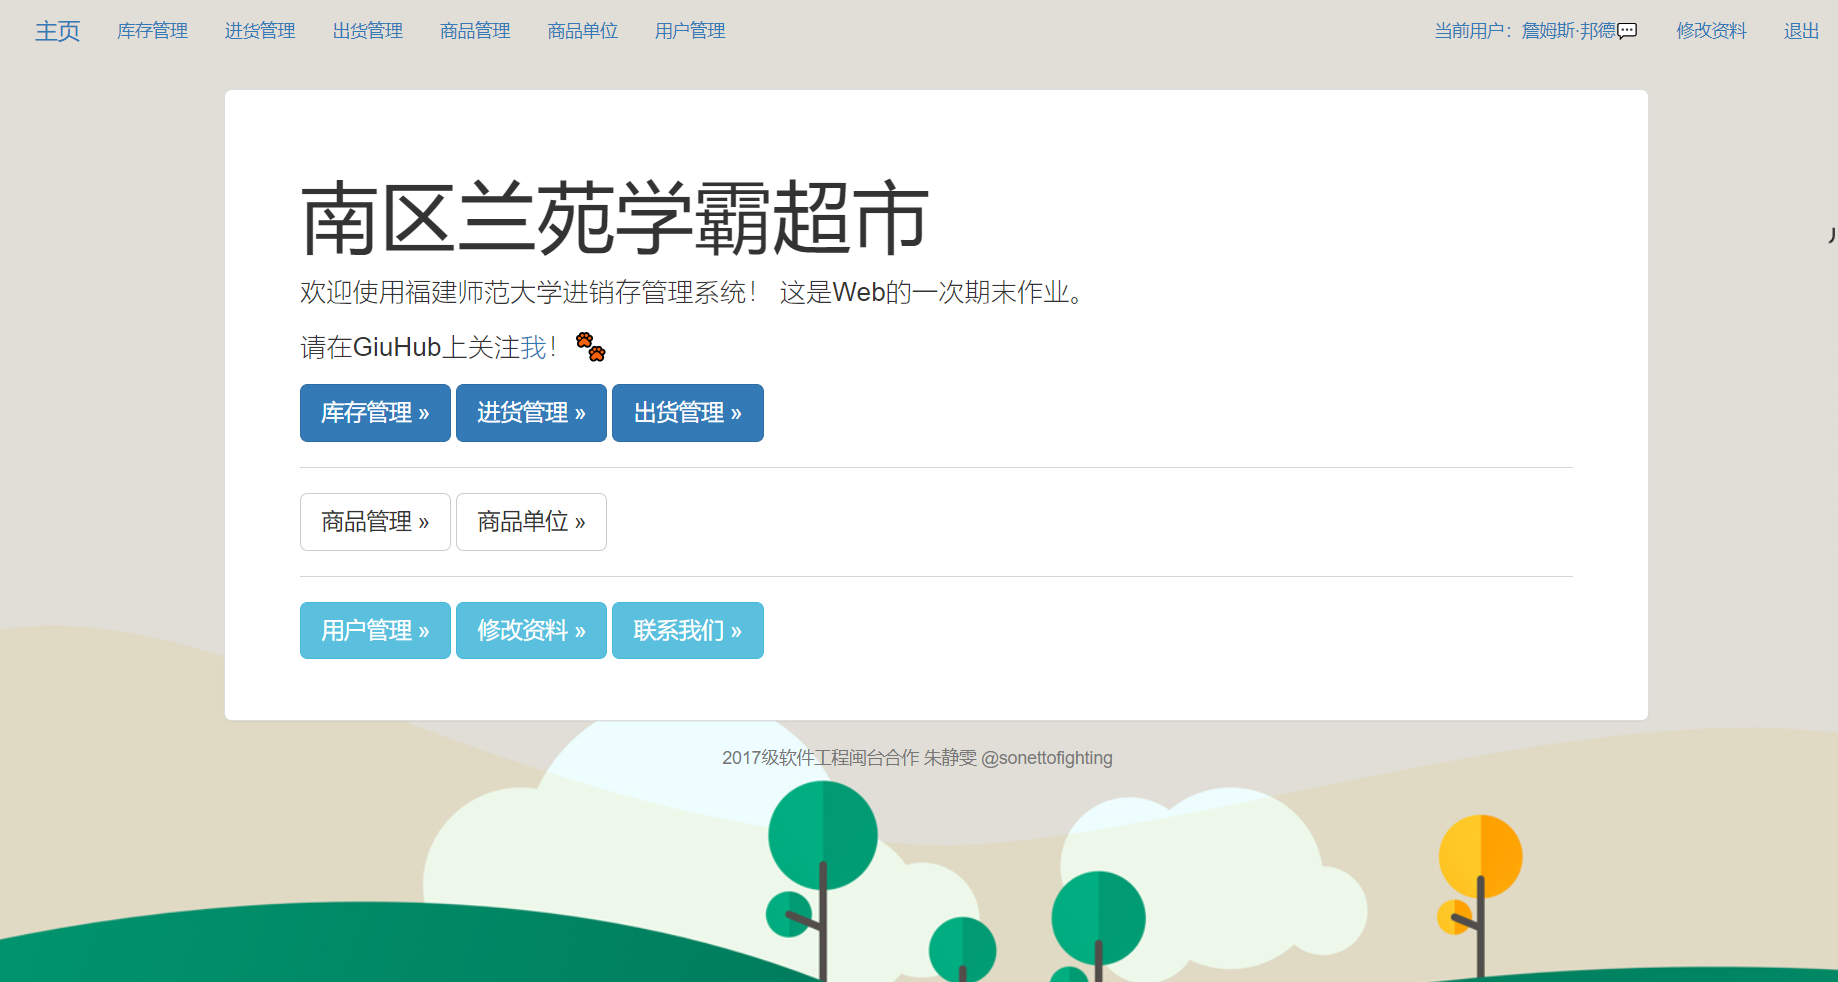 主页 库存管理 进货管理 出货管理 商品管理 商品单位 用户管理 当前用户：詹姆斯·邦德 修改资料 退出
南区兰苑学霸超市
欢迎使用福建师范大学进销存管理系统！ 这是Web的一次期末作业。
请在GiuHub上关注我！
库存管理 » 进货管理 » 出货管理 »
商品管理 » 商品单位 »
用户管理 » 修改资料 » 联系我们 »
2017级软件工程闽台合作 朱静雯 @sonettofighting